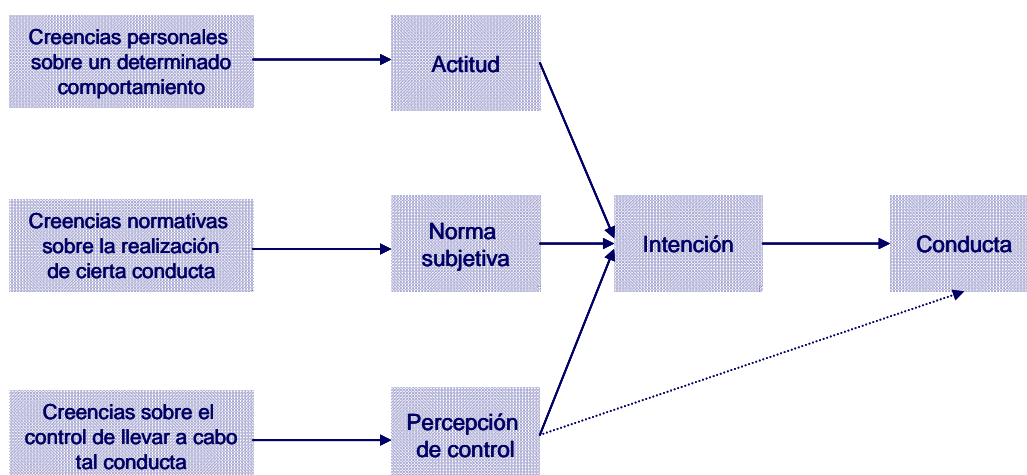 Creencias personales
sobre un determinado
comportamiento
Actitud
Creencias normativas
sobre la realización
de cierta conducta
Norma
subjetiva
Intención
Conducta
Creencias sobre el
control de llevar a cabo
tal conducta
Percepción
de control